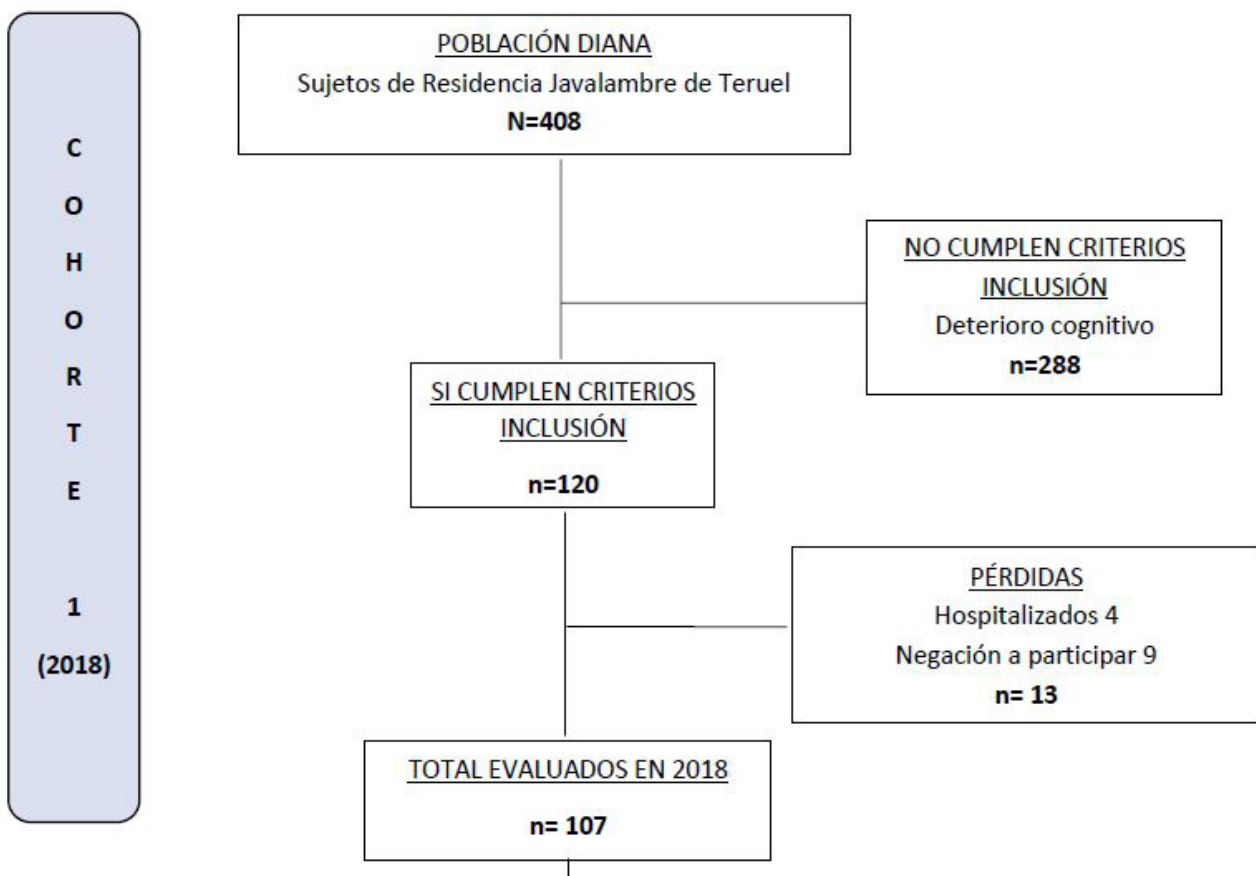 C
O
H
O
R
T
E
1
(2018)
POBLACIÓN DIANA
Sujetos de Residencia Javalambre de Teruel
N=408
NO CUMPLEN CRITERIOS
INCLUSIÓN
Deterioro cognitivo
n=288
SI CUMPLEN CRITERIOS
INCLUSIÓN
n=120
PÉRDIDAS
Hospitalizados 4
Negación a participar 9
n= 13
TOTAL EVALUADOS EN 2018
n= 107